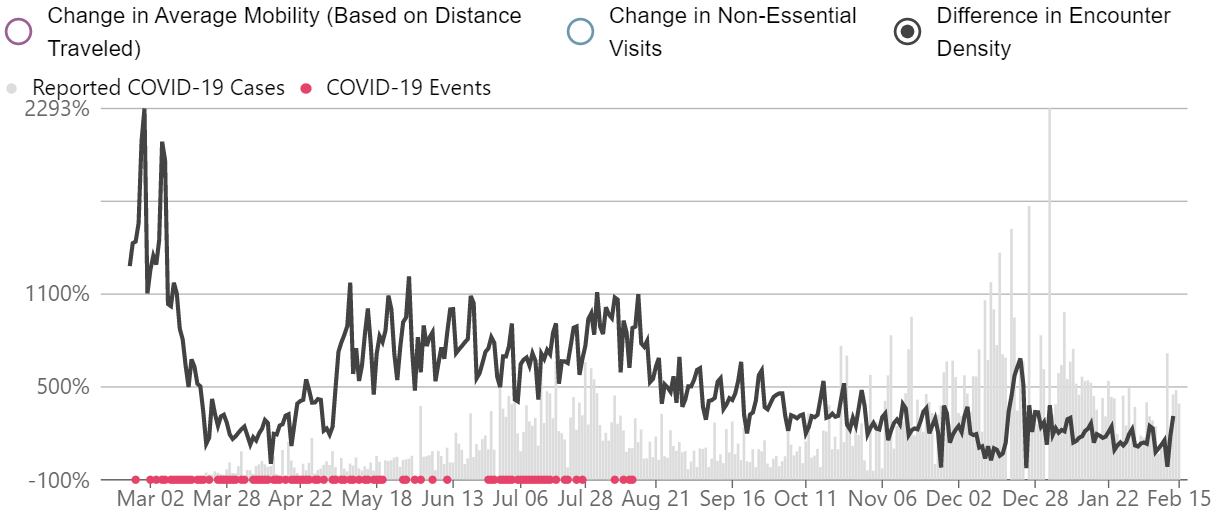 Change in Average Mobility (Based on Distance Traveled)
Change in Non-Essential Visits
Difference in Encounter Density
Reported COVID-19 Cases
COVID-19 Events
2293%
1100%
500%
-100%
Mar 02 Mar 28 Apr 22 May 18 Jun 13 Jul 06 Jul 28 Aug 21 Sep 16 Oct 11 Nov 06 Dec 02 Dec 28 Jan 22 Feb 15